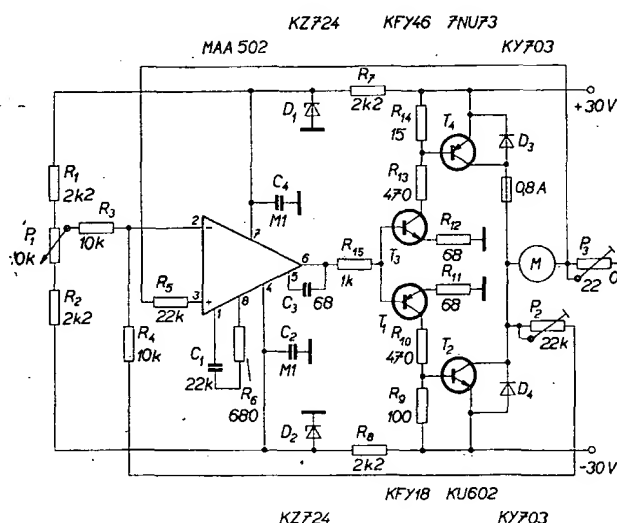 KZ724 KFY46 7NU73
MAA 502 KY703
R7
2k2
+30V
D1
R14
15
T4
D3
R1
2k2
C4
M1
R13
470
0,8A
P1
10k
R3
10k
2
7
R12
68
T3
R15
1k
6
M
P3
22
0
R5
22k
3
5
C3
68
R11
68
T1
R2
2k2
R4
10k
1
8
4
C1
22k
R6
680
C2
M1
R10
470
T2
P2
22k
R9
100
D4
D2
R8
2k2
-30V
KFY18 KU602
KZ724 KY703